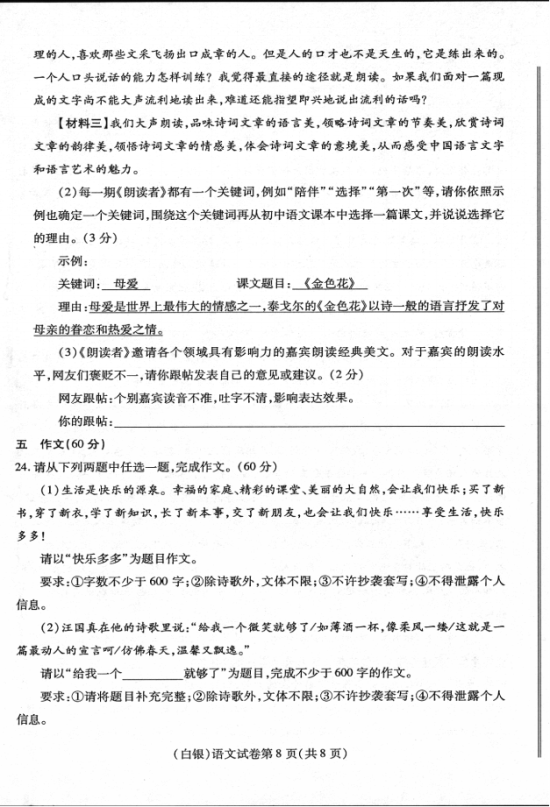 理的人,喜欢那些文采飞扬出口成章的人。但是人的口才也不是天生的,它是练出来的。
一个人口头说话的能力怎样训练？我觉得最直接的途径就是朗读。如果我们面对一篇现
成的文字尚不能大声流利地读出来,难道还能指望即兴地说出流利的话吗？
【材料三】我们大声朗读,品味诗词文章的语言美,领略诗词文章的节奏美,欣赏诗词
文章的韵律美,领悟诗词文章的情感美,体会诗词文章的意境美,从而感受中国语言文字
和语言艺术的魅力。
(2)每一期《朗读者》都有一个关键词,例如“陪伴”“选择”“第一次”等,请你依照示
例也确定一个关键词,围绕这个关键词再从初中语文课本中选择一篇课文,并说说选择它
的理由。(3分)
示例:
关键词: 母爱 课文题目:《金色花》
理由:母爱是世界上最伟大的情感之一,泰戈尔的《金色花》以诗一般的语言抒发了对
母亲的眷恋和热爱之情。
(3)《朗读者》邀请各个领域具有影响力的嘉宾朗读经典美文。对于嘉宾的朗读水
平,网友们褒贬不一,请你跟帖发表自己的意见或建议。(2分)
网友跟帖:个别嘉宾读音不准,吐字不清,影响表达效果。
你的跟帖:
五 作文(60分)
24.请从下列两题中任选一题,完成作文。(60分)
(1)生活是快乐的源泉。幸福的家庭、精彩的课堂、美丽的大自然,会让我们快乐;买了新
书,穿了新衣,学了新知识,长了新本事,交了新朋友,也会让我们快乐……享受生活,快乐
多多!
请以“快乐多多”为题目作文。
要求:①字数不少于600字;②除诗歌外,文体不限;③不许抄袭套写;④不得泄露个人
信息。
(2)汪国真在他的诗歌里说:“给我一个微笑就够了/如薄酒一杯,像柔风一缕/这就是一
篇最动人的宣言呵/仿佛春天,温馨又飘逸。”
请以“给我一个______就够了”为题目,完成不少于600字的作文。
要求:①请将题目补充完整;②除诗歌外,文体不限;③不许抄袭套写;④不得泄露个人
信息。
(白银)语文试卷第8页(共8页)